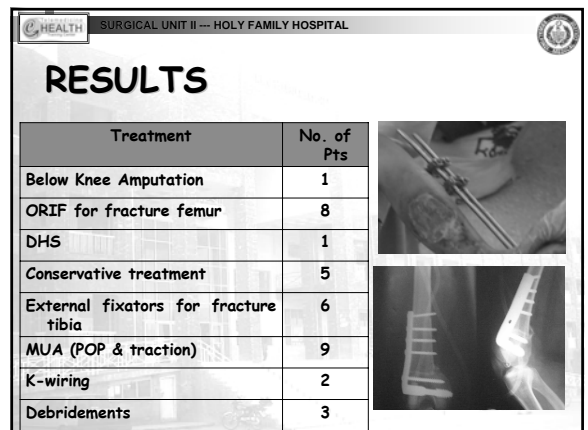 Telemedicine
HEALTH
SURGICAL UNIT II --- HOLY FAMILY HOSPITAL
RESULTS
Treatment
No. of
Pts
Below Knee Amputation
1
ORIF for fracture femur
8
DHS
1
Conservative treatment
5
External fixators for fracture
tibia
6
MUA (POP & traction)
9
K-wiring
2
Debridements
3